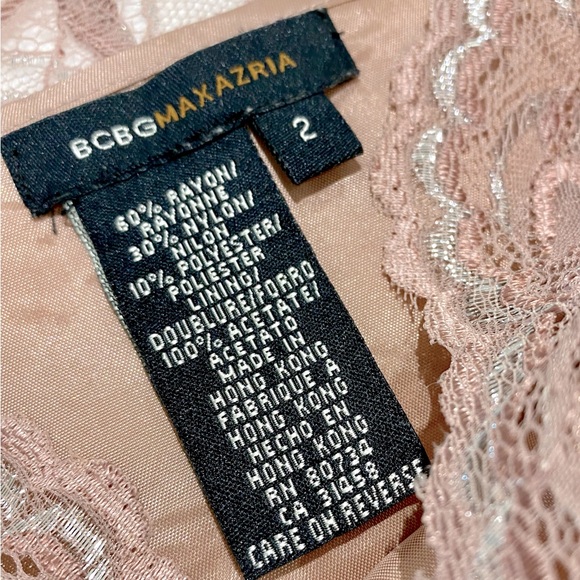 BCBGMAXAZRIA
2
60% RAYON/
RAYONNE
30% NYLON/
NILON
10% POLYESTER/
POLIESTER
LINING/
DOUBLURE/FORRO
100% ACETATE/
ACETATO
MADE IN
HONG KONG
FABRIQUE A
HONG KONG
HECHO EN
HONG KONG
RN 80734
CA 31458
CARE ON REVERSE